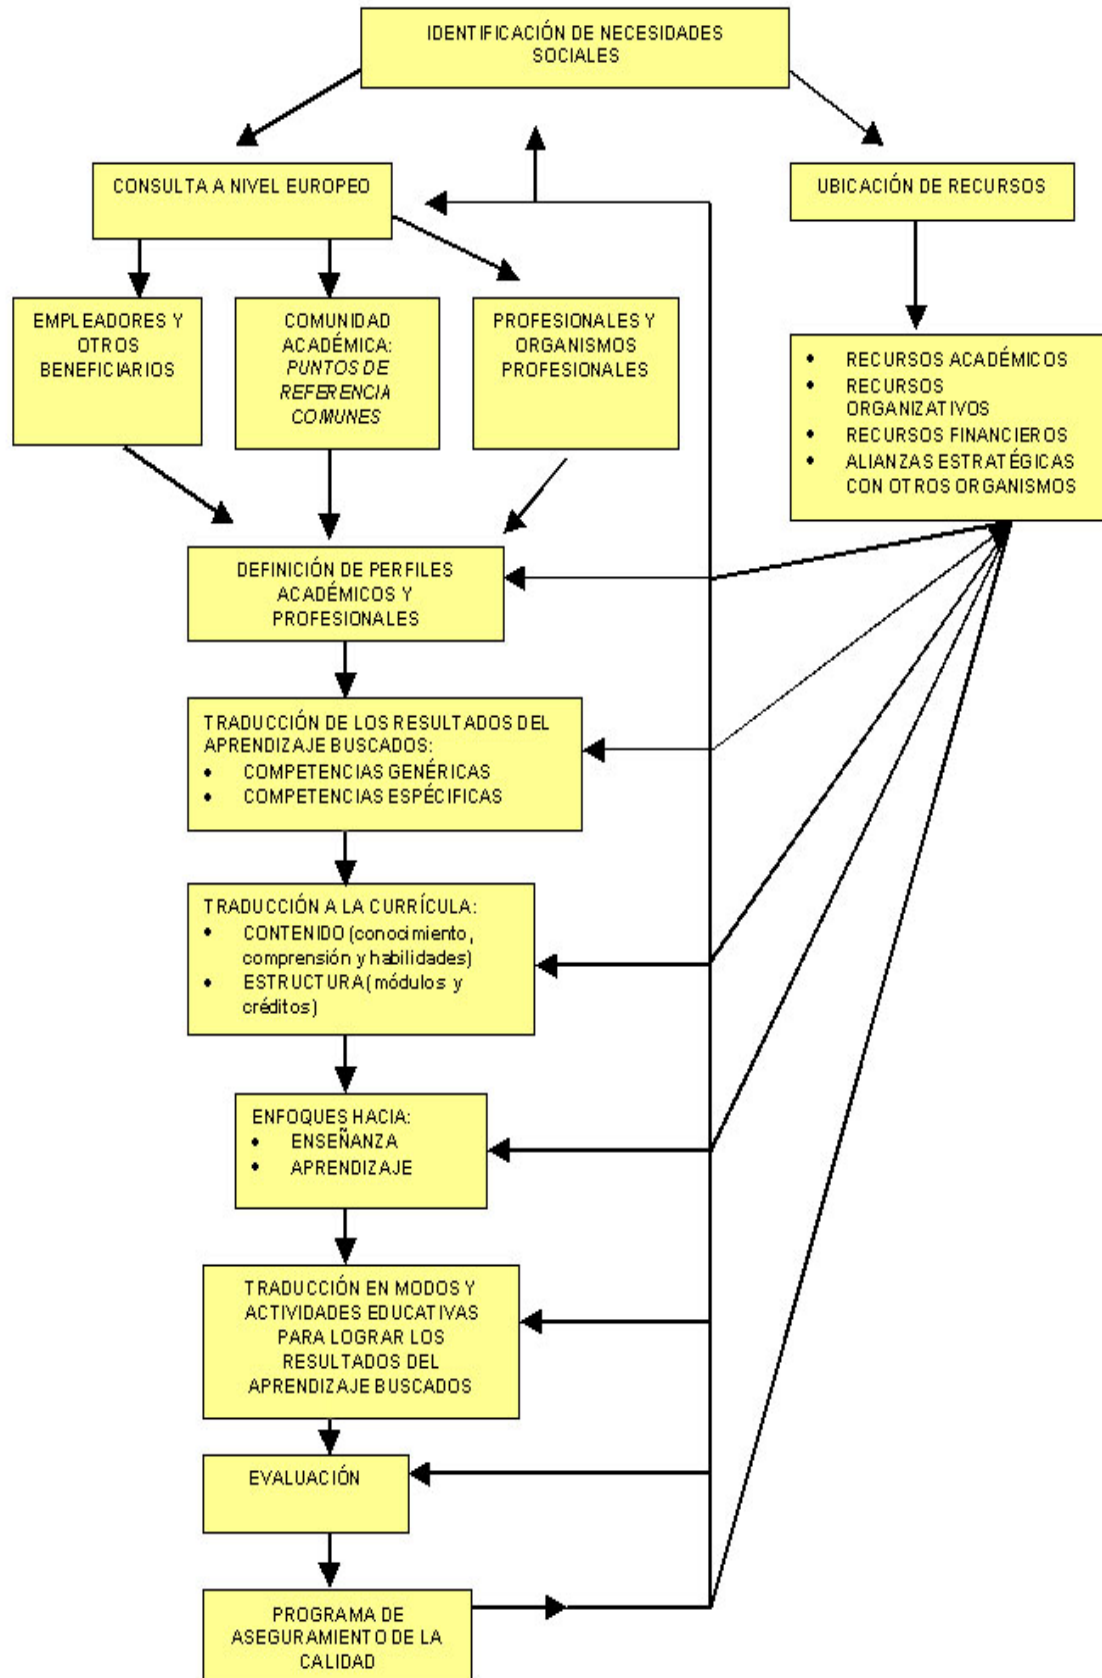 IDENTIFICACIÓN DE NECESIDADES
SOCIALES
CONSULTA A NIVEL EUROPEO
UBICACIÓN DE RECURSOS
EMPLEADORES Y
OTROS
BENEFICIARIOS
COMUNIDAD
ACADÉMICA:
PUNTOS DE
REFERENCIA
COMUNES
PROFESIONALES Y
ORGANISMOS
PROFESIONALES
• RECURSOS ACADÉMICOS
• RECURSOS
ORGANIZATIVOS
• RECURSOS FINANCIEROS
• ALIANZAS ESTRATÉGICAS
CON OTROS ORGANISMOS
DEFINICIÓN DE PERFILES
ACADÉMICOS Y
PROFESIONALES
TRADUCCIÓN DE LOS RESULTADOS DEL
APRENDIZAJE BUSCADOS:
• COMPETENCIAS GENÉRICAS
• COMPETENCIAS ESPÉCIFICAS
TRADUCCIÓN A LA CURRÍCULA:
• CONTENIDO (conocimiento,
comprensión y habilidades)
• ESTRUCTURA (módulos y
créditos)
ENFOQUES HACIA:
• ENSEÑANZA
• APRENDIZAJE
TRADUCCIÓN EN MODOS Y
ACTIVIDADES EDUCATIVAS
PARA LOGRAR LOS
RESULTADOS DEL
APRENDIZAJE BUSCADOS
EVALUACIÓN
PROGRAMA DE
ASEGURAMIENTO DE LA
CALIDAD